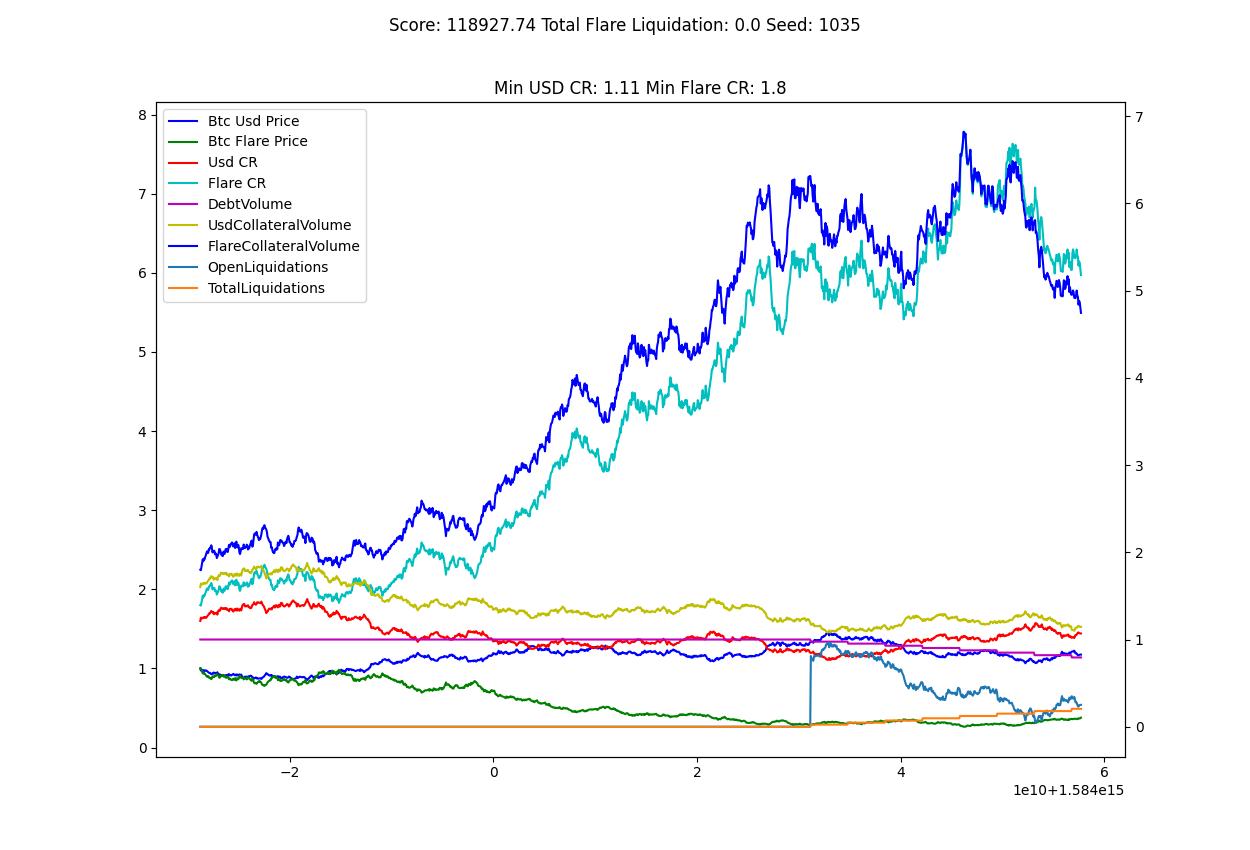 Score: 118927.74 Total Flare Liquidation: 0.0 Seed: 1035
Min USD CR: 1.11 Min Flare CR: 1.8
Btc Usd Price
Btc Flare Price
Usd CR
Flare CR
DebtVolume
UsdCollateralVolume
FlareCollateralVolume
OpenLiquidations
TotalLiquidations
8
7
6
5
4
3
2
1
0
7
6
5
4
3
2
1
0
−2
0
2
4
6
1e10+1.584e15